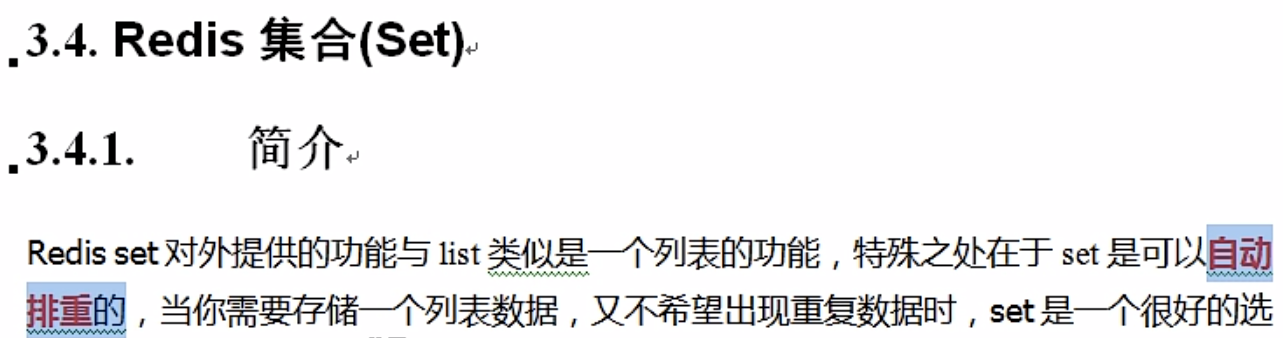 3.4. Redis 集合(Set)
3.4.1. 简介
Redis set 对外提供的功能与 list 类似是一个列表的功能，特殊之处在于 set 是可以自动
排重的，当你需要存储一个列表数据，又不希望出现重复数据时，set 是一个很好的选